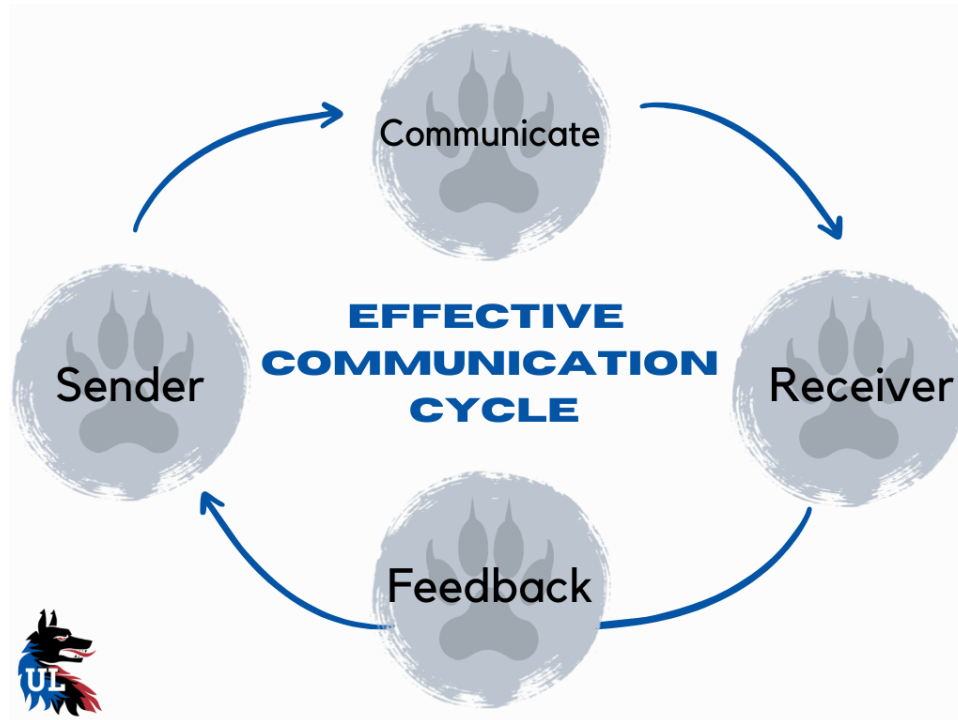 Communicate
EFFECTIVE
COMMUNICATION
CYCLE
Sender
Receiver
Feedback
UL